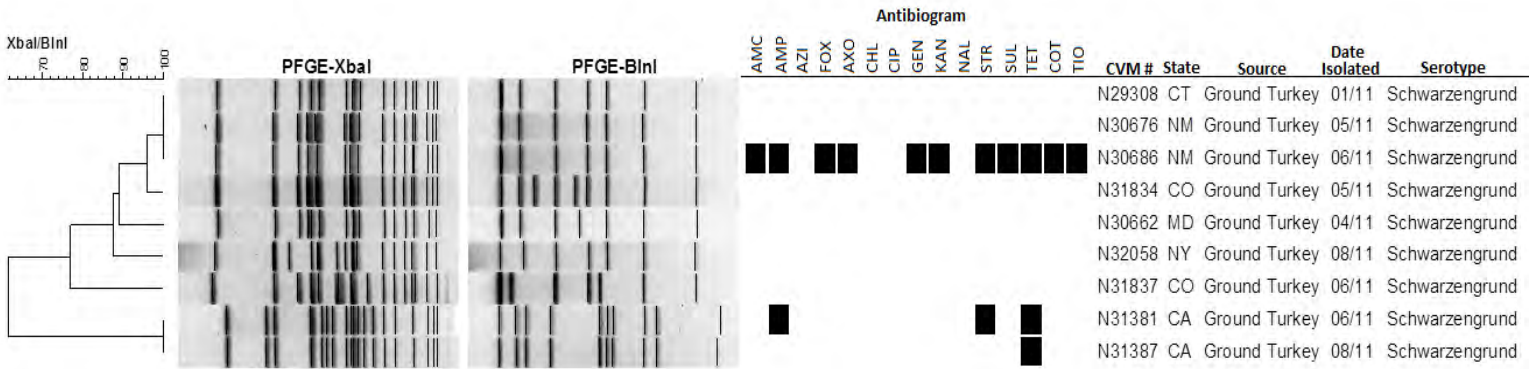 Antibiogram
XbaI/BlnI
70 80 90 100
PFGE-XbaI
PFGE-BlnI
AMC AMP AZI FOX AXO CHL CIP GEN KAN NAL STR SUL TET COT TIO
CVM # State Source Date Isolated Serotype
N29308 CT Ground Turkey 01/11 Schwarzengrund
N30676 NM Ground Turkey 05/11 Schwarzengrund
N30686 NM Ground Turkey 06/11 Schwarzengrund
N31834 CO Ground Turkey 05/11 Schwarzengrund
N30662 MD Ground Turkey 04/11 Schwarzengrund
N32058 NY Ground Turkey 08/11 Schwarzengrund
N31837 CO Ground Turkey 06/11 Schwarzengrund
N31381 CA Ground Turkey 06/11 Schwarzengrund
N31387 CA Ground Turkey 08/11 Schwarzengrund